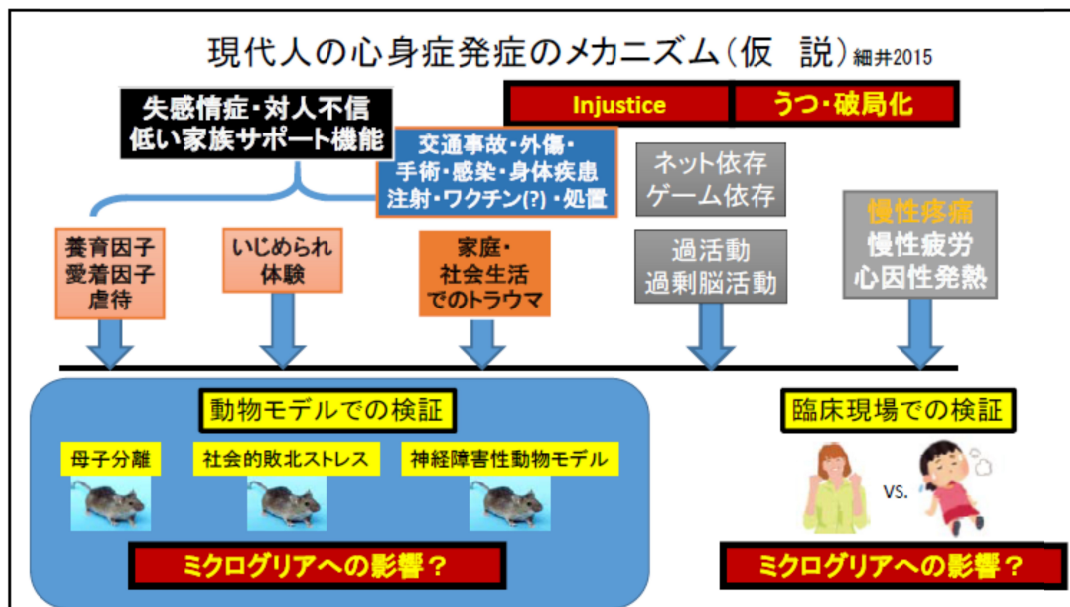 現代人の心身症発症のメカニズム(仮　説)細井2015
失感情症・対人不信
低い家族サポート機能
Injustice
うつ・破局化
交通事故・外傷・
手術・感染・身体疾患
注射・ワクチン(?)・処置
ネット依存
ゲーム依存
養育因子
愛着因子
虐待
いじめられ
体験
家庭・
社会生活
でのトラウマ
過活動
過剰脳活動
慢性疼痛
慢性疲労
心因性発熱
動物モデルでの検証
母子分離
社会的敗北ストレス
神経障害性動物モデル
ミクログリアへの影響？
臨床現場での検証
vs.
ミクログリアへの影響？